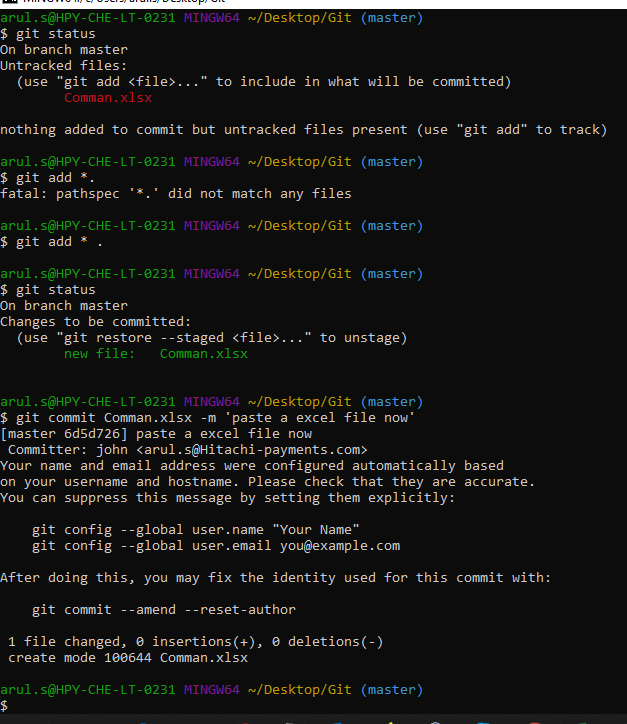 arul.s@HPY-CHE-LT-0231 MINGW64 ~/Desktop/Git (master)
$ git status
On branch master
Untracked files:
  (use "git add <file>..." to include in what will be committed)
        Comman.xlsx

nothing added to commit but untracked files present (use "git add" to track)

arul.s@HPY-CHE-LT-0231 MINGW64 ~/Desktop/Git (master)
$ git add *.
fatal: pathspec '*.' did not match any files

arul.s@HPY-CHE-LT-0231 MINGW64 ~/Desktop/Git (master)
$ git add * .

arul.s@HPY-CHE-LT-0231 MINGW64 ~/Desktop/Git (master)
$ git status
On branch master
Changes to be committed:
  (use "git restore --staged <file>..." to unstage)
        new file:   Comman.xlsx


arul.s@HPY-CHE-LT-0231 MINGW64 ~/Desktop/Git (master)
$ git commit Comman.xlsx -m 'paste a excel file now'
[master 6d5d726] paste a excel file now
 Committer: john <arul.s@Hitachi-payments.com>
Your name and email address were configured automatically based
on your username and hostname. Please check that they are accurate.
You can suppress this message by setting them explicitly:

    git config --global user.name "Your Name"
    git config --global user.email you@example.com

After doing this, you may fix the identity used for this commit with:

    git commit --amend --reset-author

 1 file changed, 0 insertions(+), 0 deletions(-)
 create mode 100644 Comman.xlsx

arul.s@HPY-CHE-LT-0231 MINGW64 ~/Desktop/Git (master)
$